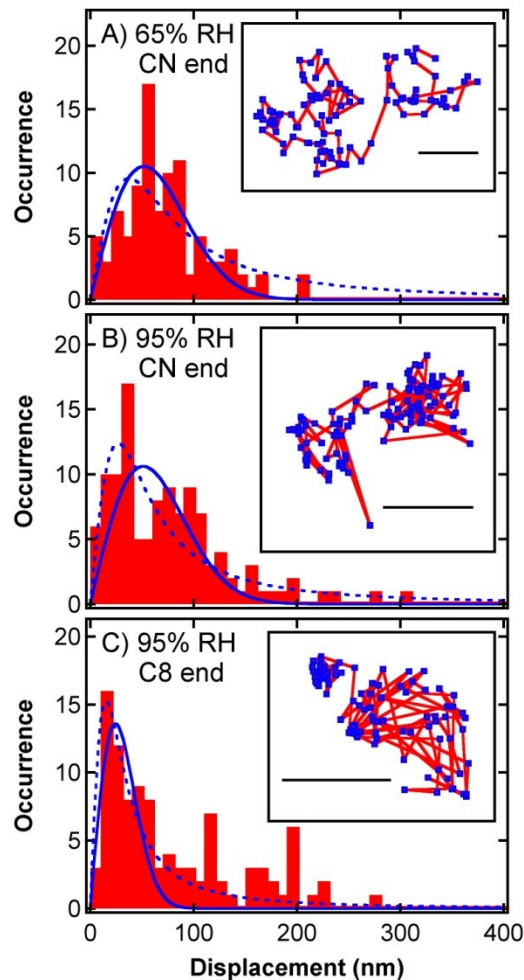 A) 65% RH
CN end
Occurrence
20
15
10
5
0
B) 95% RH
CN end
Occurrence
20
15
10
5
0
C) 95% RH
C8 end
Occurrence
20
15
10
5
0
0 100 200 300 400
Displacement (nm)